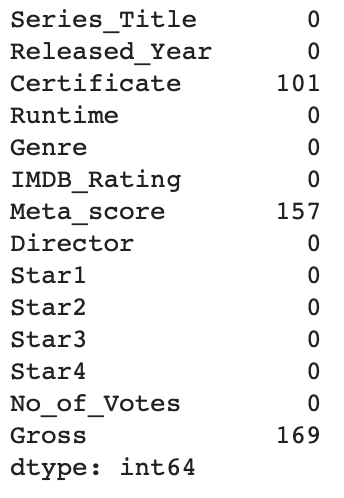 Series_Title 0
Released_Year 0
Certificate 101
Runtime 0
Genre 0
IMDB_Rating 0
Meta_score 157
Director 0
Star1 0
Star2 0
Star3 0
Star4 0
No_of_Votes 0
Gross 169
dtype: int64